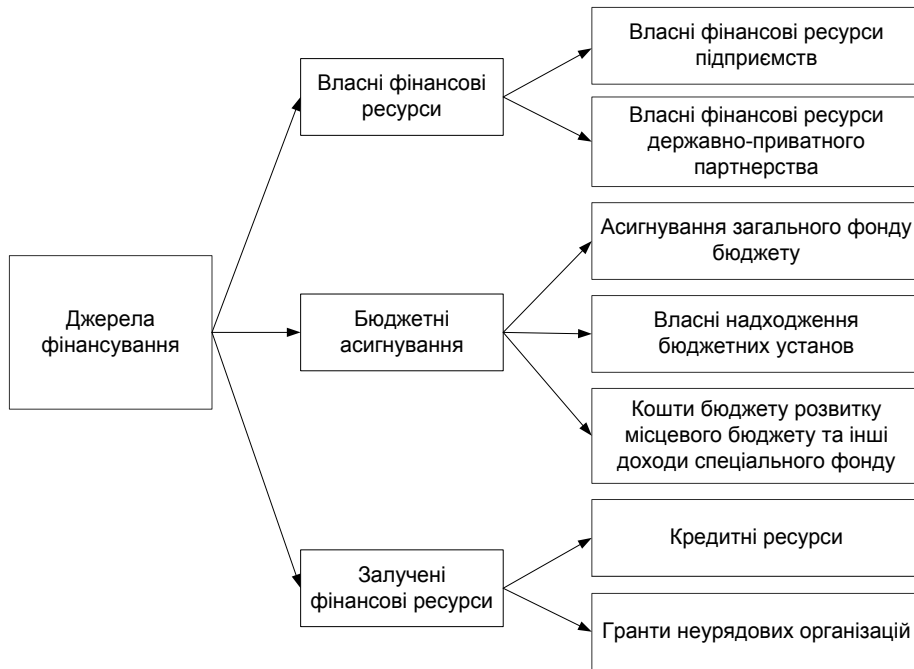 Джерела
фінансування
Власні фінансові
ресурси
Власні фінансові ресурси
підприємств
Власні фінансові ресурси
державно-приватного
партнерства
Бюджетні
асигнування
Асигнування загального фонду
бюджету
Власні надходження
бюджетних установ
Кошти бюджету розвитку
місцевого бюджету та інші
доходи спеціального фонду
Залучені
фінансові ресурси
Кредитні ресурси
Гранти неурядових організацій